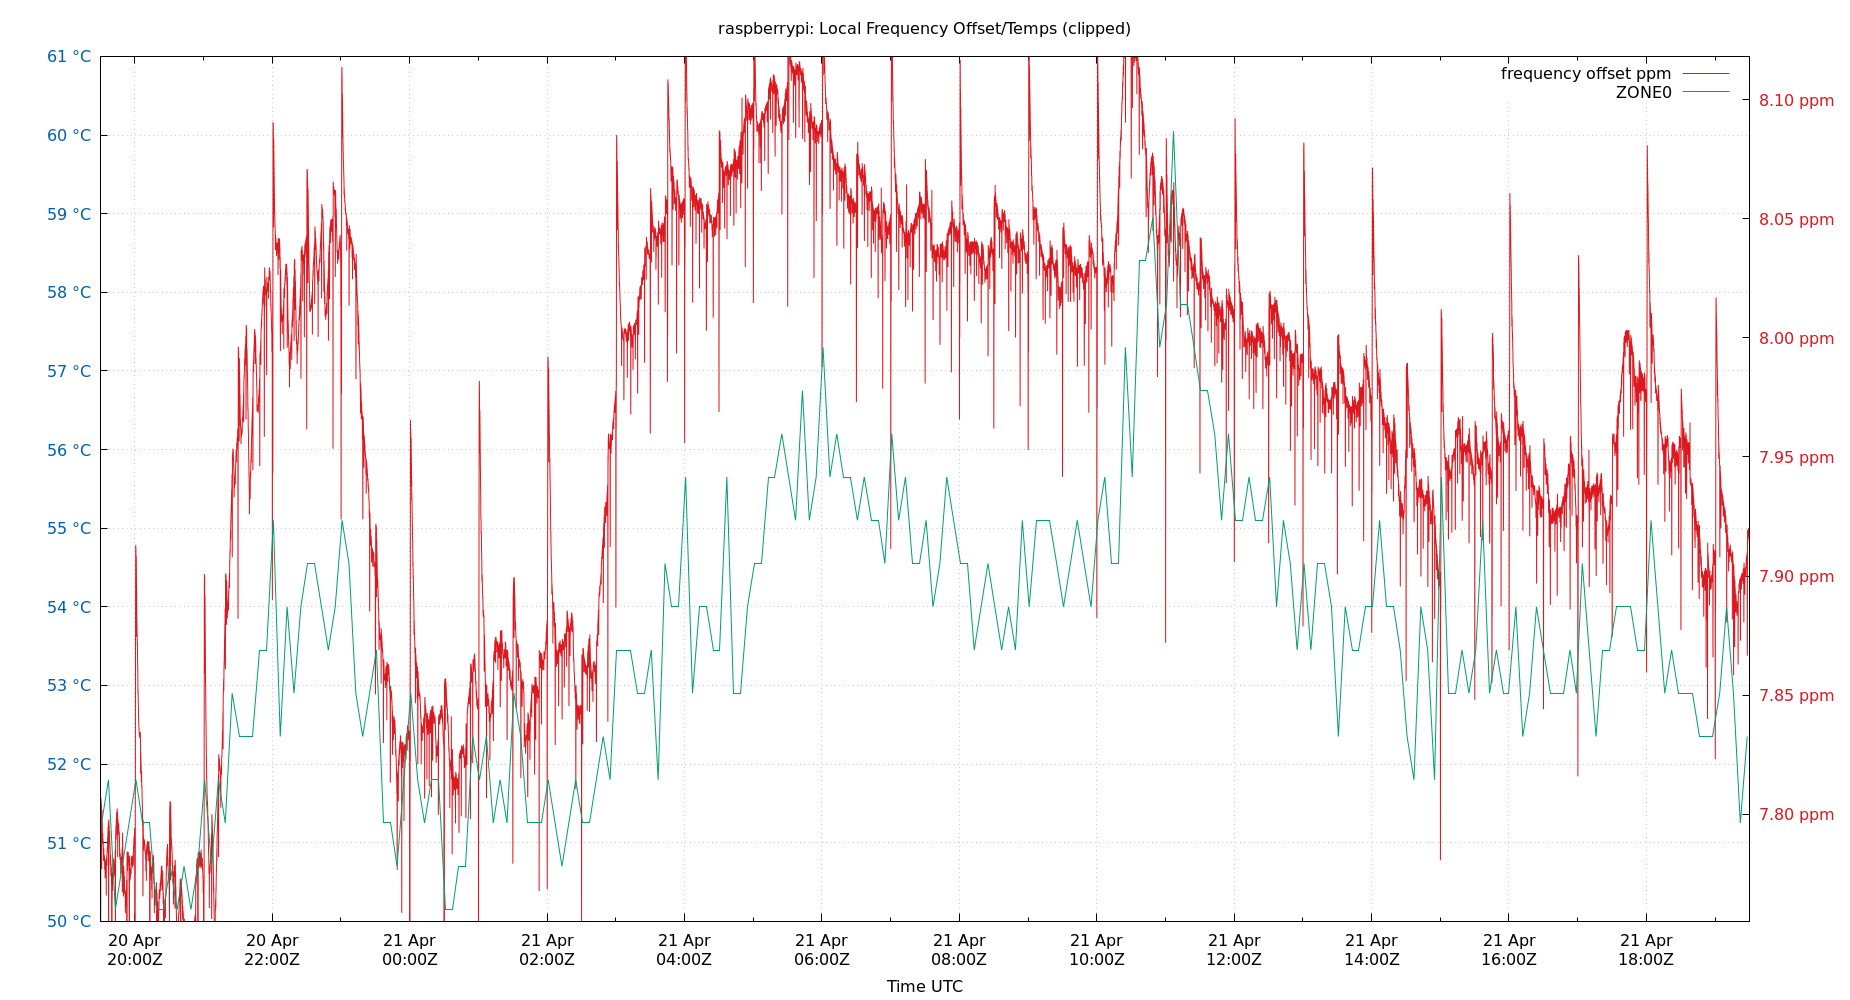 raspberrypi: Local Frequency Offset/Temps (clipped)
61 °C
60 °C
59 °C
58 °C
57 °C
56 °C
55 °C
54 °C
53 °C
52 °C
51 °C
50 °C
frequency offset ppm
ZONE0
8.10 ppm
8.05 ppm
8.00 ppm
7.95 ppm
7.90 ppm
7.85 ppm
7.80 ppm
20 Apr 20 Apr 21 Apr 21 Apr 21 Apr 21 Apr 21 Apr 21 Apr 21 Apr 21 Apr 21 Apr 21 Apr
20:00Z 22:00Z 00:00Z 02:00Z 04:00Z 06:00Z 08:00Z 10:00Z 12:00Z 14:00Z 16:00Z 18:00Z
Time UTC